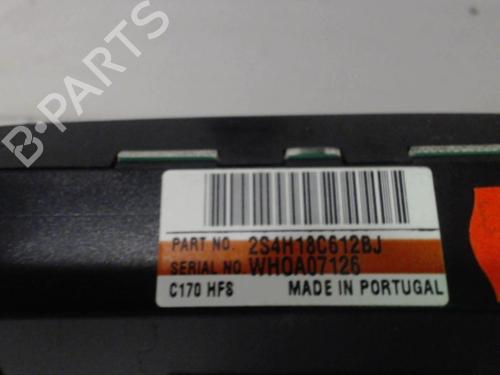 B-PARTS
PART NO. 2S4H18C612BJ
SERIAL NO. WHOA07126
C170 HFS MADE IN PORTUGAL